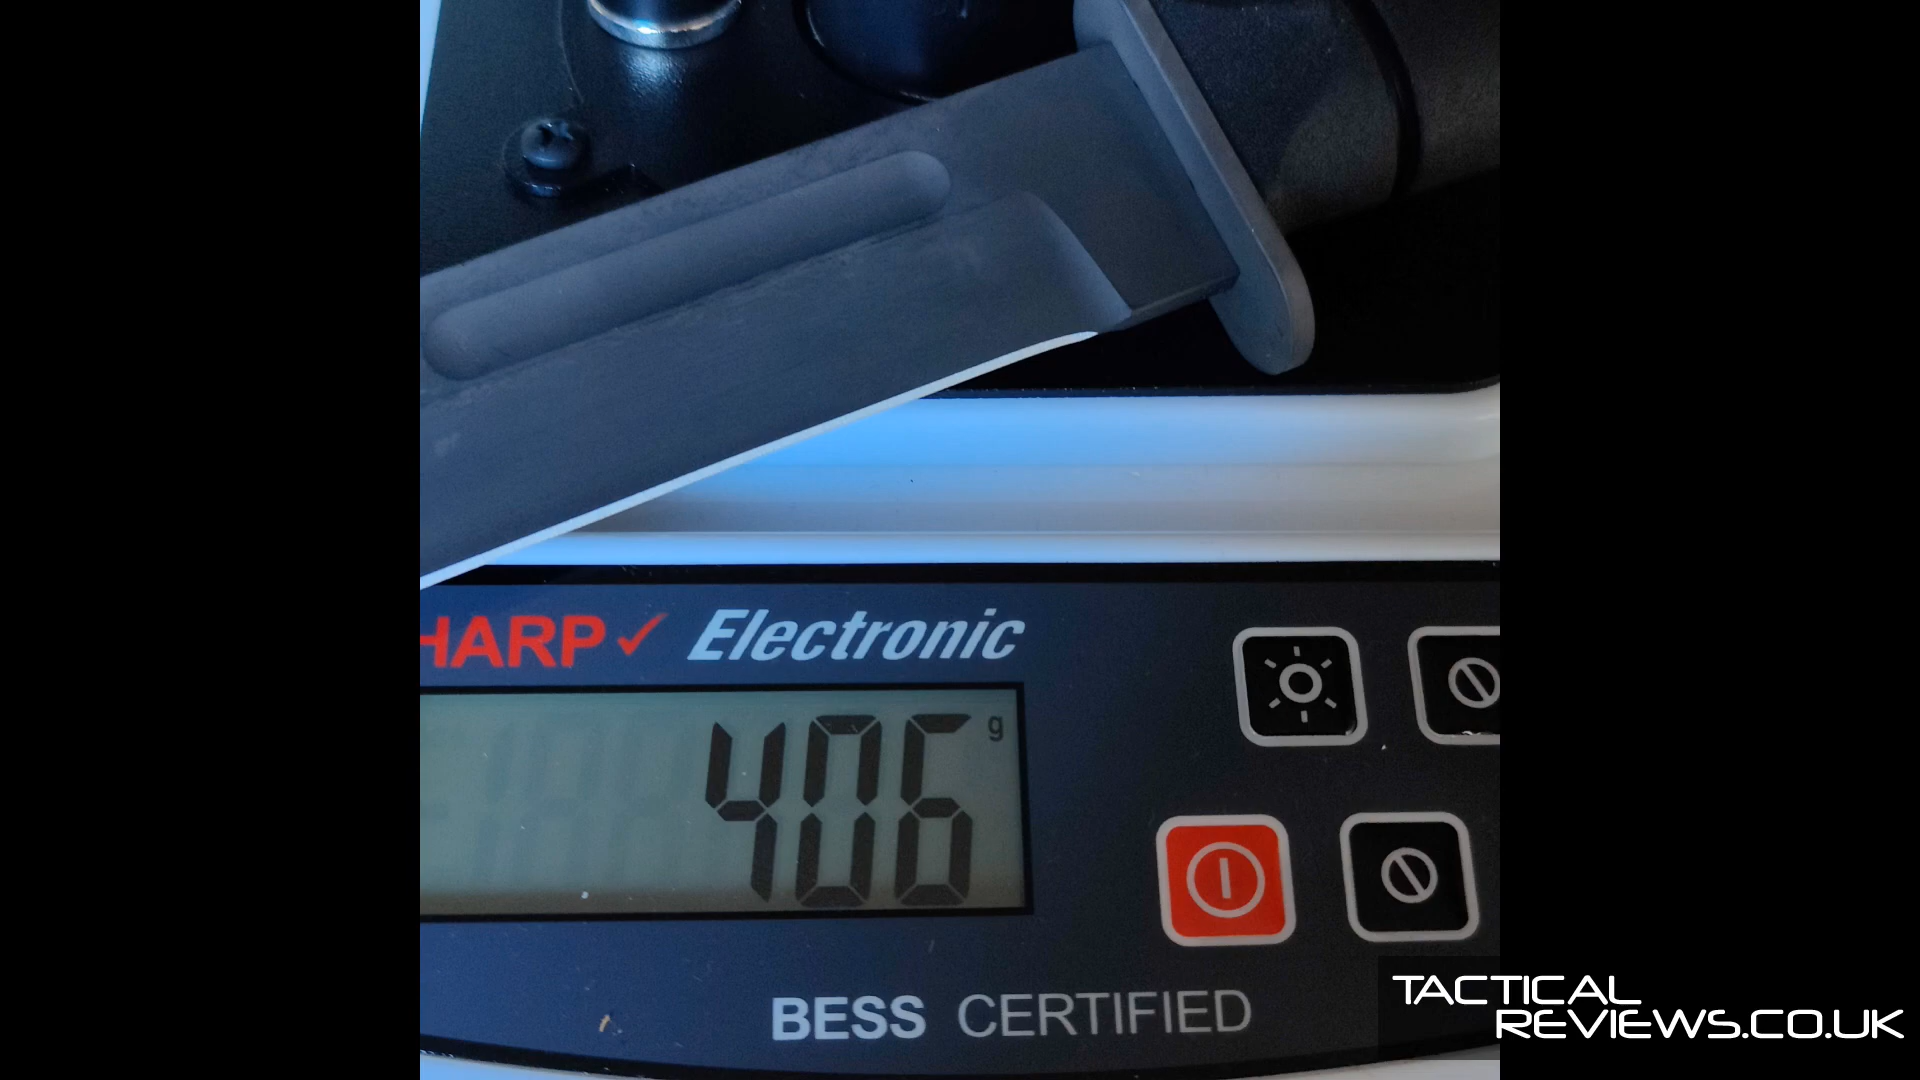 HARP✓ Electronic
406 g
BESS CERTIFIED
TACTICAL
REVIEWS.CO.UK